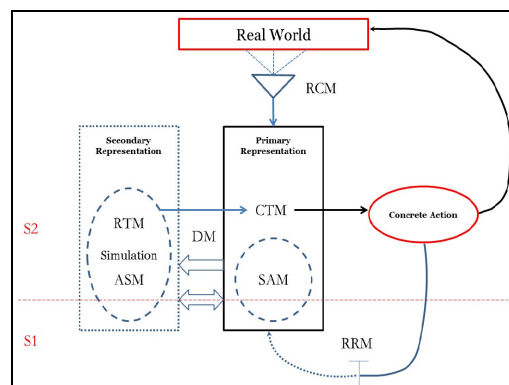 Real World
RCM
Secondary
Representation
Primary
Representation
RTM
CTM
Concrete Action
S2
DM
Simulation
ASM
SAM
S1
RRM